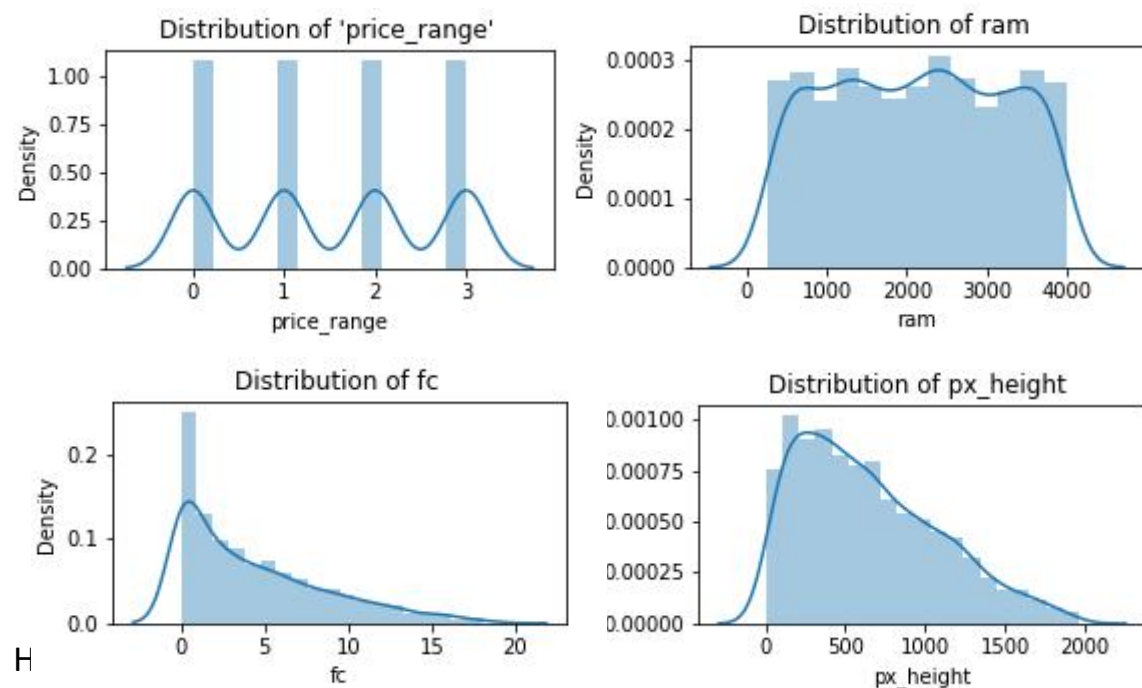 Distribution of 'price_range'
1.00
0.75
0.50
0.25
0.00
Density
0 1 2 3
price_range
Distribution of ram
0.0003
0.0002
0.0001
0.0000
Density
0 1000 2000 3000 4000
ram
Distribution of fc
0.2
0.1
0.0
Density
0 5 10 15 20
fc
Distribution of px_height
0.00100
0.00075
0.00050
0.00025
0.00000
0 500 1000 1500 2000
px_height